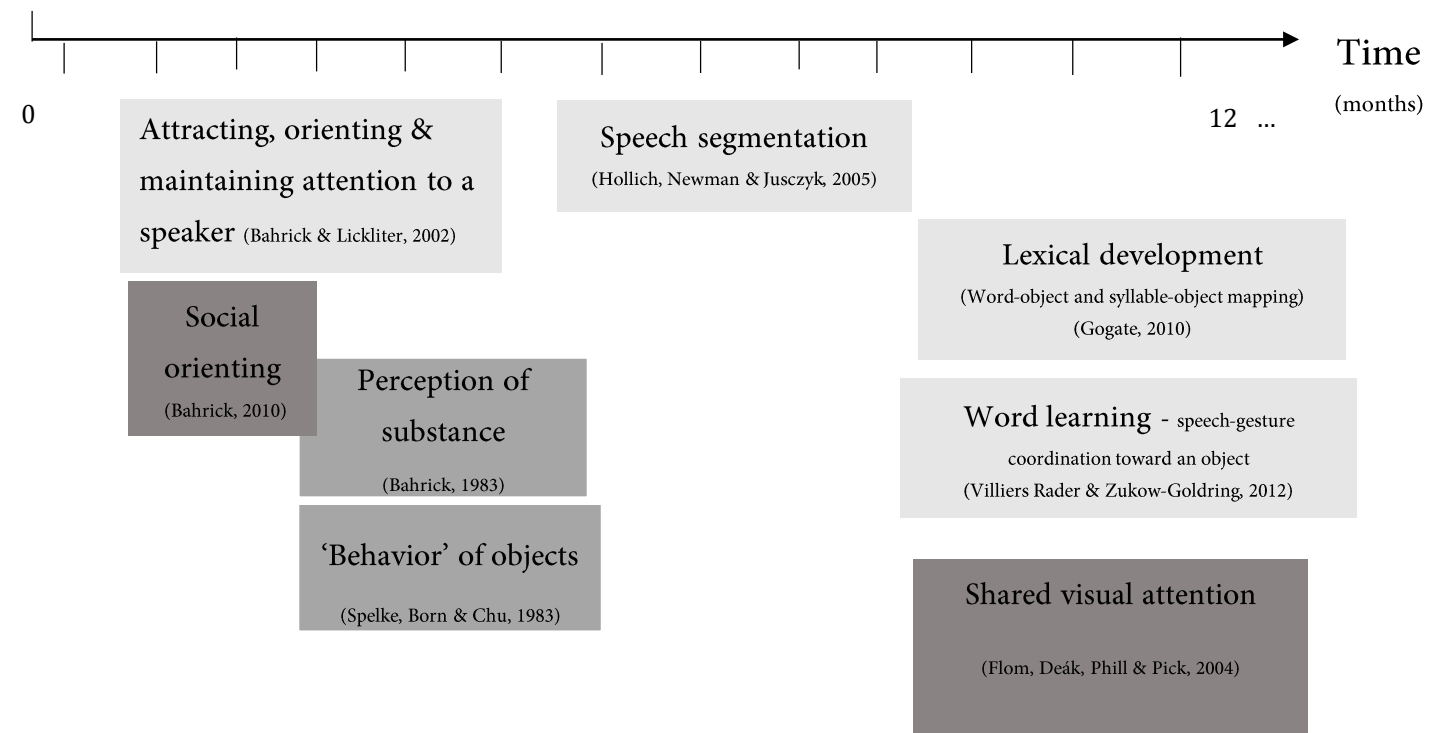 Time
(months)
0
12 ...
Attracting, orienting &
maintaining attention to a
speaker (Bahrick & Lickliter, 2002)
Speech segmentation
(Hollich, Newman & Jusczyk, 2005)
Lexical development
(Word-object and syllable-object mapping)
(Gogate, 2010)
Social
orienting
(Bahrick, 2010)
Perception of
substance
(Bahrick, 1983)
Word learning - speech-gesture
coordination toward an object
(Villiers Rader & Zukow-Goldring, 2012)
‘Behavior’ of objects
(Spelke, Born & Chu, 1983)
Shared visual attention
(Flom, Deák, Phill & Pick, 2004)